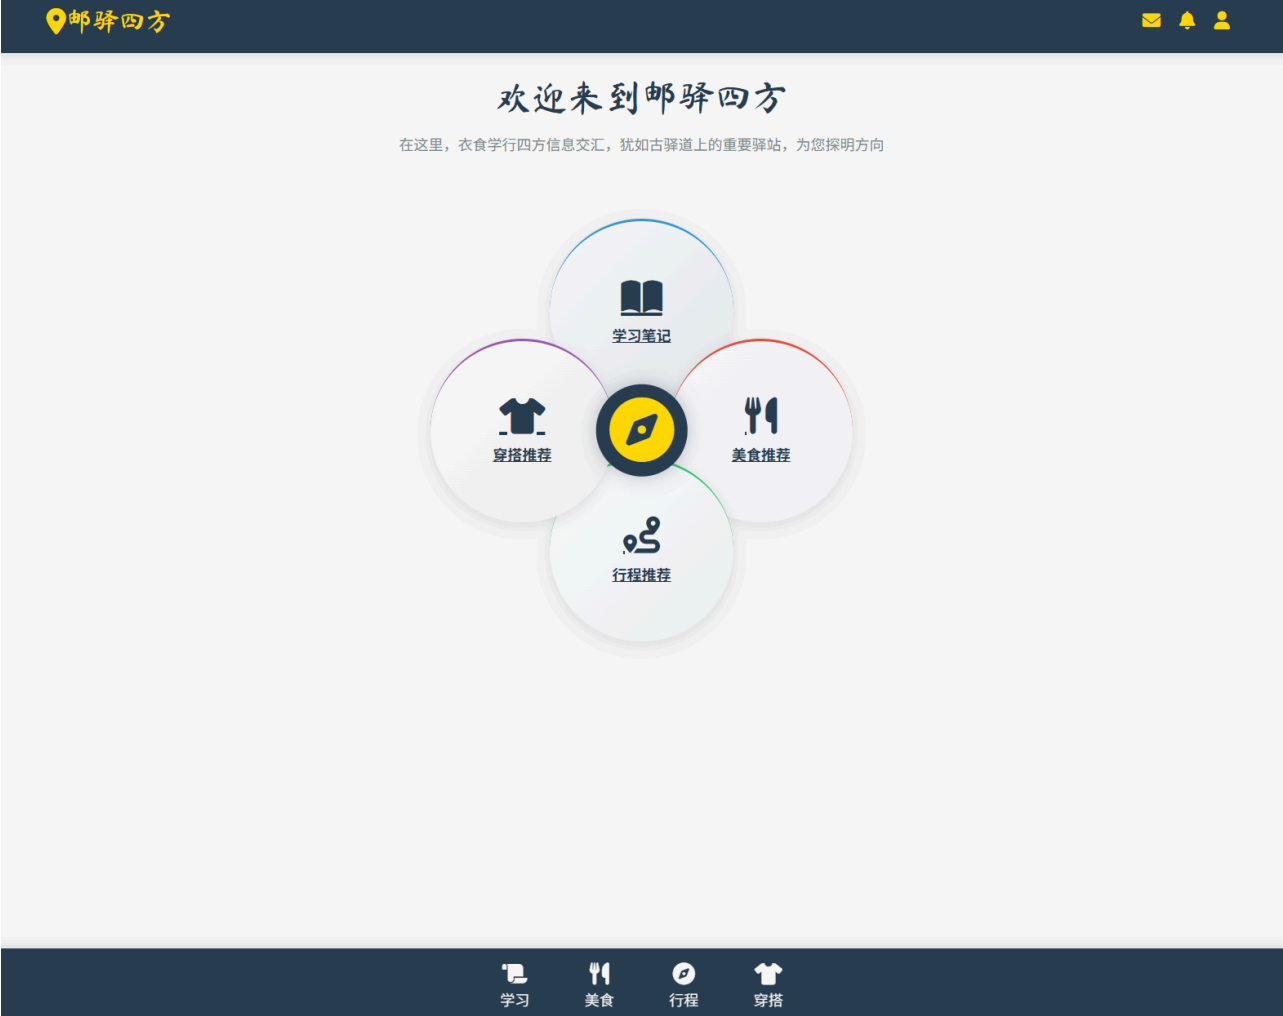 邮驿四方
欢迎来到邮驿四方
在这里，衣食学行四方信息交汇，犹如古驿道上的重要驿站，为您探明方向
学习笔记
穿搭推荐
美食推荐
行程推荐
学习
美食
行程
穿搭